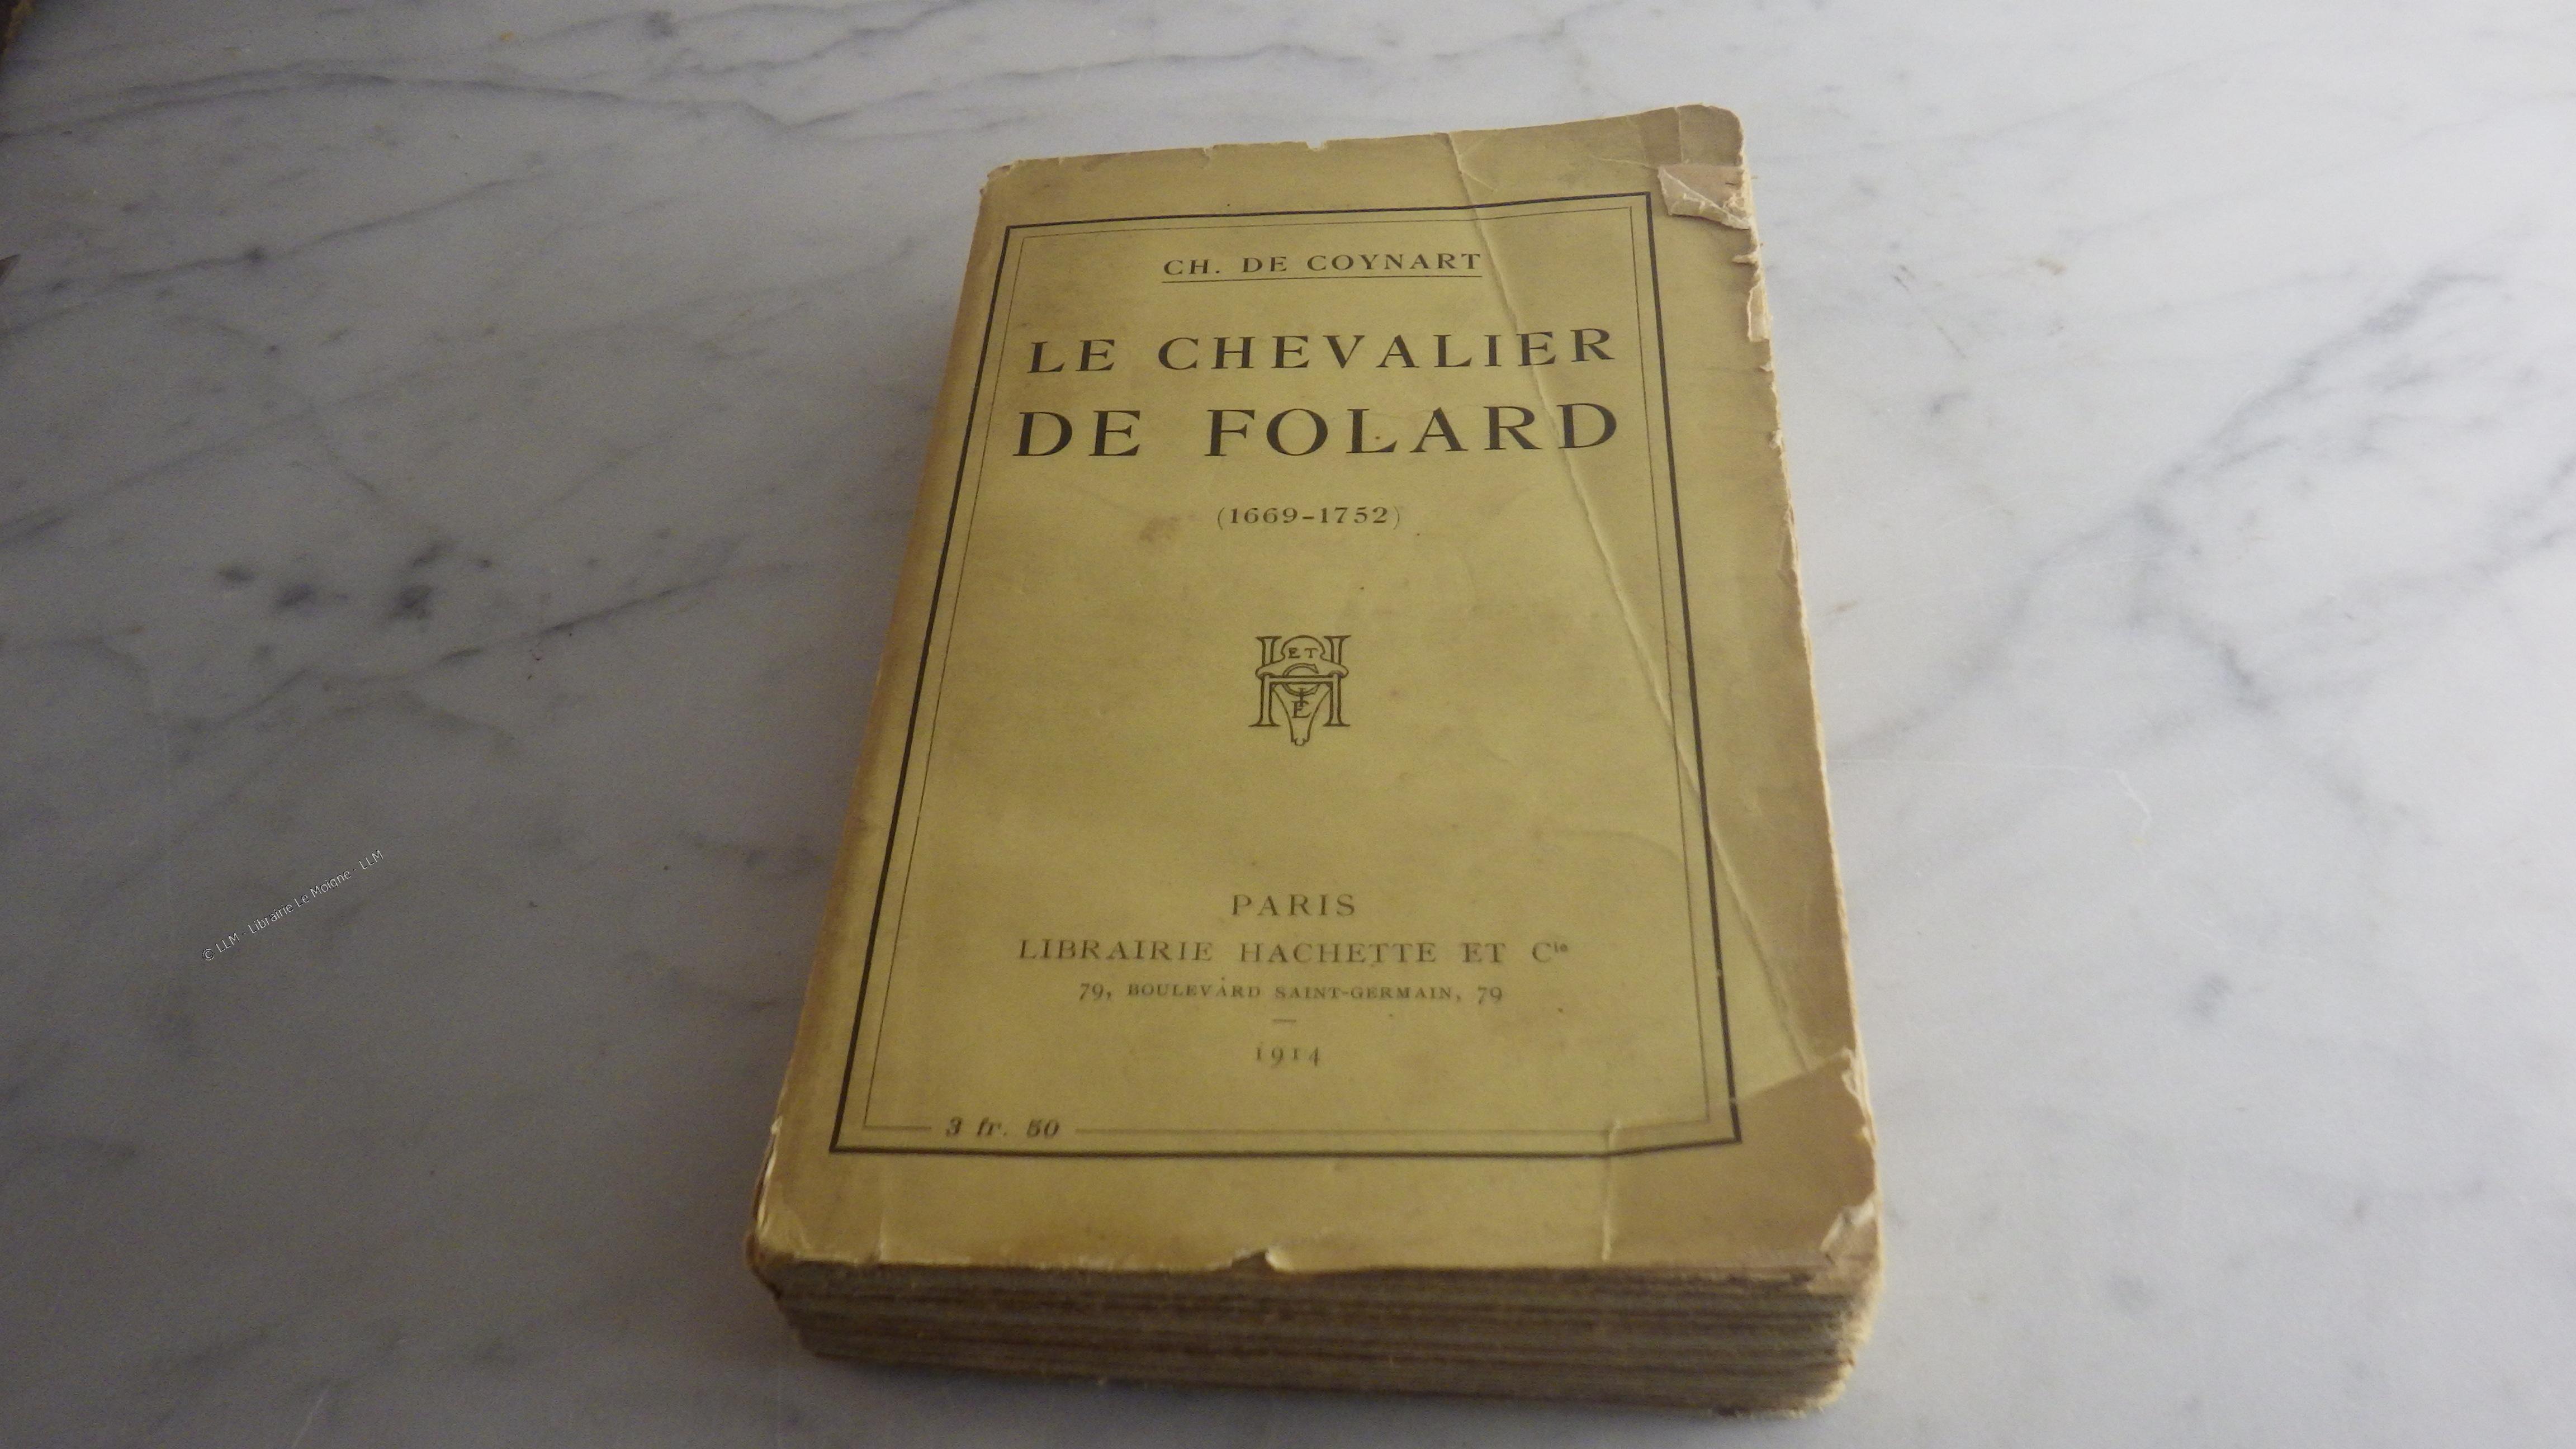 CH. DE COYNART
LE CHEVALIER
DE FOLARD
(1669-1752)
ET
PARIS
LIBRAIRIE HACHETTE ET Cie
79, BOULEVARD SAINT-GERMAIN, 79
1914
3 fr. 50
© LLM - Librairie Le Moigne - LLM